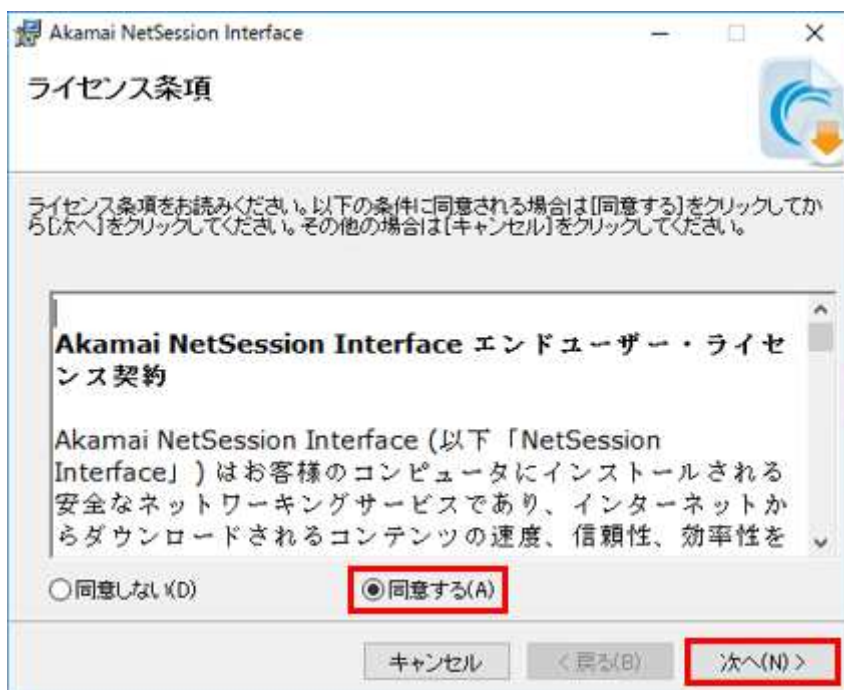 Akamai NetSession Interface
ライセンス条項
ライセンス条項をお読みください。以下の条件に同意される場合は[同意する]をクリックしてか
ら[次へ]をクリックしてください。その他の場合は[キャンセル]をクリックしてください。
Akamai NetSession Interface エンドユーザー・ライセ
ンス契約
Akamai NetSession Interface (以下「NetSession
Interface」) はお客様のコンピュータにインストールされる
安全なネットワーキングサービスであり、インターネットか
らダウンロードされるコンテンツの速度、信頼性、効率性を
同意しない(D) 同意する(A)
キャンセル < 戻る(B) 次へ(N) >